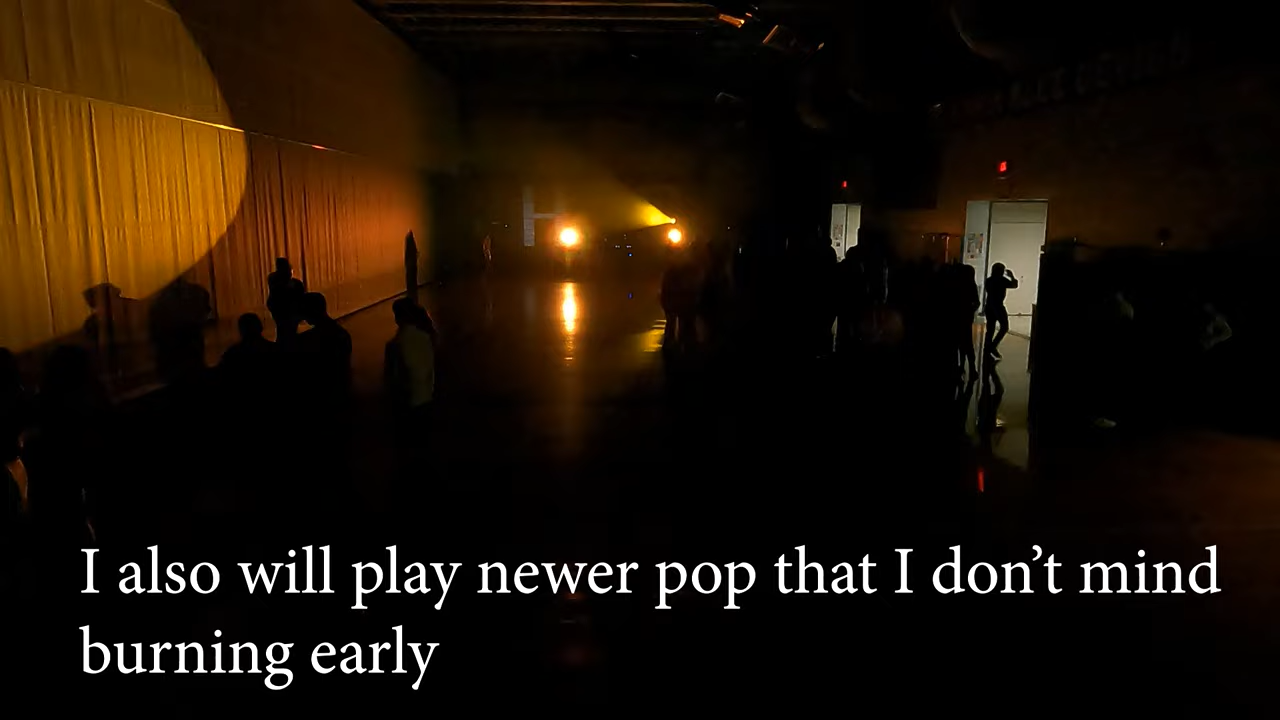 I also will play newer pop that I don’t mind
burning early